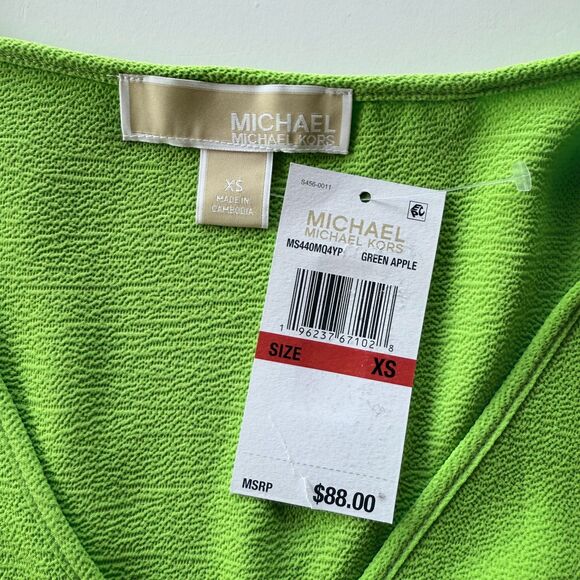 MICHAEL
MICHAEL KORS
XS
MADE IN
CAMBODIA
S456-0011
MICHAEL
MICHAEL KORS
MS440MQ4YP GREEN APPLE
1 96237 67102 8
SIZE XS
MSRP $88.00